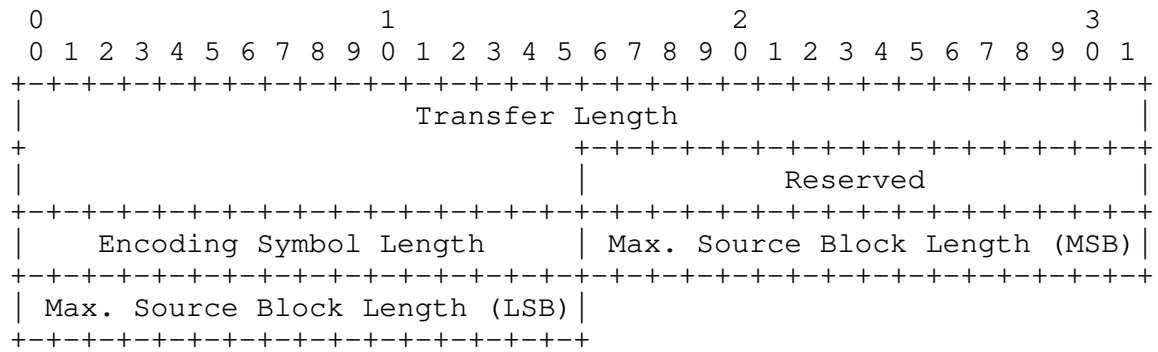 0                   1                   2                   3
 0 1 2 3 4 5 6 7 8 9 0 1 2 3 4 5 6 7 8 9 0 1 2 3 4 5 6 7 8 9 0 1
+-+-+-+-+-+-+-+-+-+-+-+-+-+-+-+-+-+-+-+-+-+-+-+-+-+-+-+-+-+-+-+-+
|                      Transfer Length                          |
+                               +-+-+-+-+-+-+-+-+-+-+-+-+-+-+-+-+
|                               |           Reserved            |
+-+-+-+-+-+-+-+-+-+-+-+-+-+-+-+-+-+-+-+-+-+-+-+-+-+-+-+-+-+-+-+-+
|    Encoding Symbol Length     | Max. Source Block Length (MSB)|
+-+-+-+-+-+-+-+-+-+-+-+-+-+-+-+-+-+-+-+-+-+-+-+-+-+-+-+-+-+-+-+-+
| Max. Source Block Length (LSB)|
+-+-+-+-+-+-+-+-+-+-+-+-+-+-+-+-+